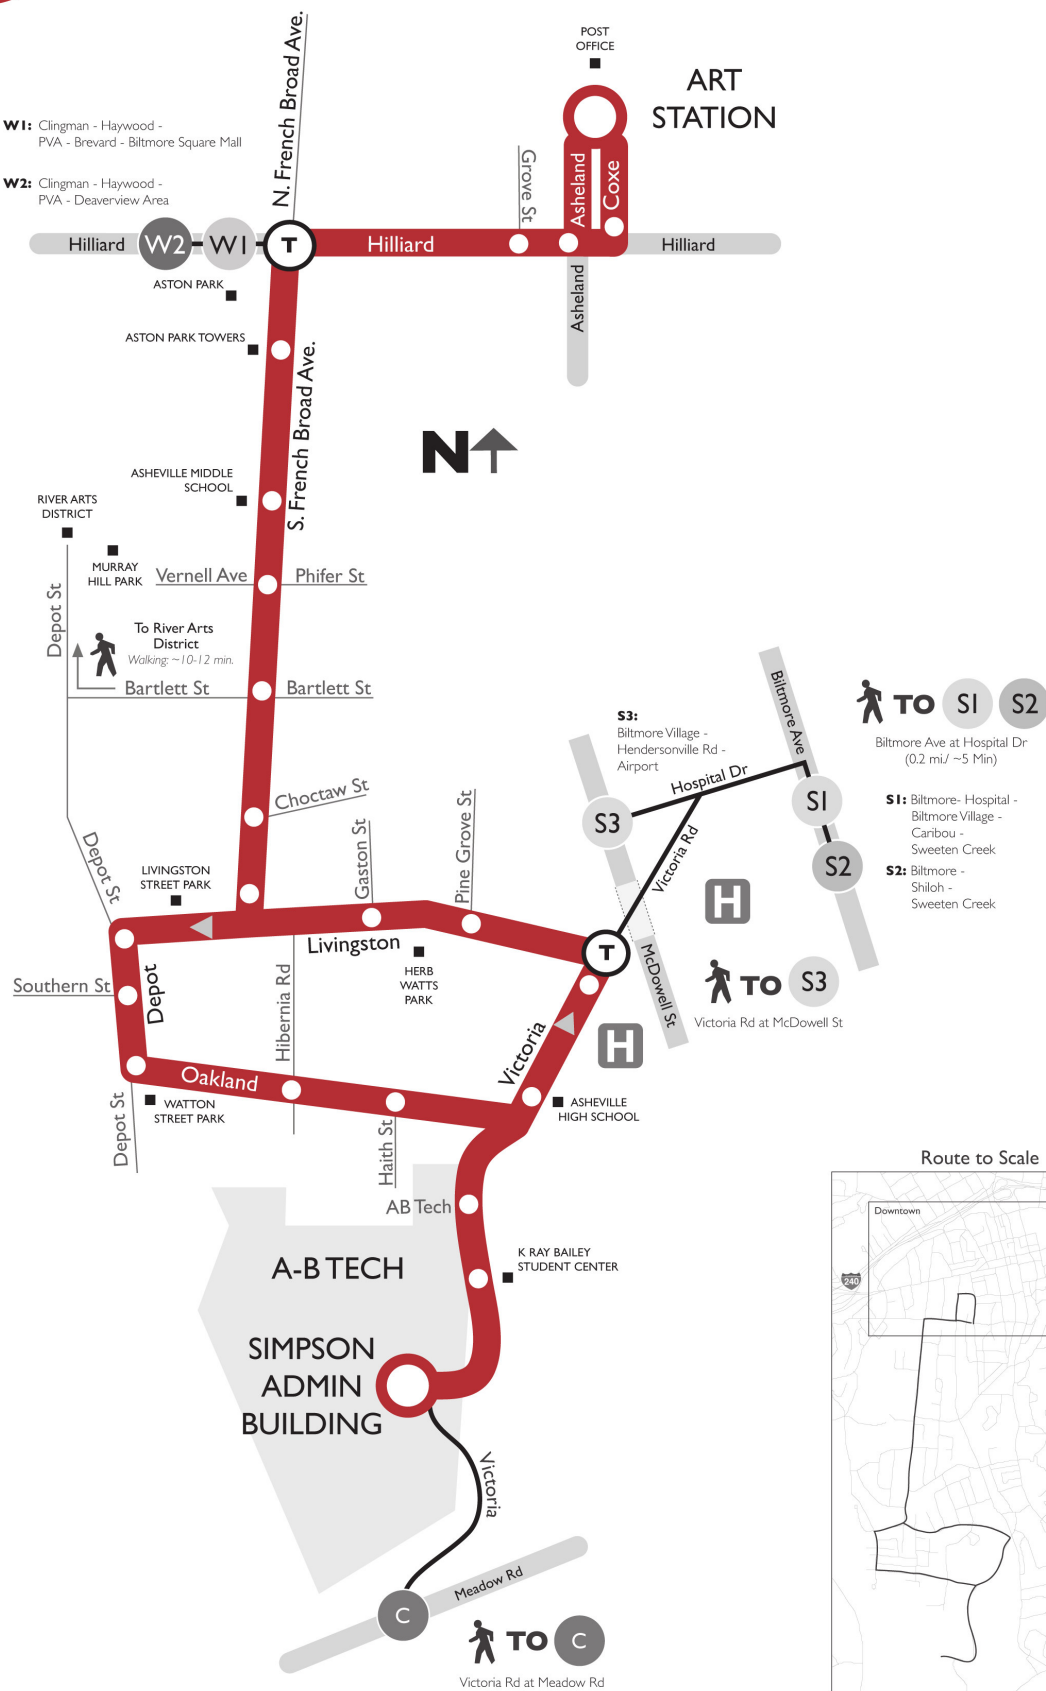 POST
OFFICE
ART
STATION
N. French Broad Ave.
W1: Clingman - Haywood -
PVA - Brevard - Biltmore Square Mall
W2: Clingman - Haywood -
PVA - Deaverview Area
Grove St
Asheland
Coxe
Hilliard
W2
W1
T
Hilliard
Hilliard
Asheland
ASTON PARK
ASTON PARK TOWERS
S. French Broad Ave.
N
ASHEVILLE MIDDLE
SCHOOL
RIVER ARTS
DISTRICT
MURRAY
HILL PARK
Vernell Ave
Phifer St
Depot St
To River Arts
District
Walking: ~10-12 min.
Bartlett St
Bartlett St
Biltmore Ave
TO S1 S2
Biltmore Ave at Hospital Dr
(0.2 mi./ ~5 Min)
S3:
Biltmore Village -
Hendersonville Rd -
Airport
Hospital Dr
S1
S3
S2
S1: Biltmore- Hospital -
Biltmore Village -
Caribou -
Sweeten Creek
S2: Biltmore -
Shiloh -
Sweeten Creek
Choctaw St
Gaston St
Pine Grove St
Victoria Rd
H
Depot St
LIVINGSTON
STREET PARK
Livingston
T
HERB
WATTS
PARK
McDowell St
TO S3
Victoria Rd at McDowell St
Southern St
Depot
Hibernia Rd
Victoria
H
Oakland
WATTON
STREET PARK
ASHEVILLE
HIGH SCHOOL
Depot St
Haith St
AB Tech
A-B TECH
K RAY BAILEY
STUDENT CENTER
SIMPSON
ADMIN
BUILDING
Victoria
Meadow Rd
C
TO C
Victoria Rd at Meadow Rd
Route to Scale
Downtown
240